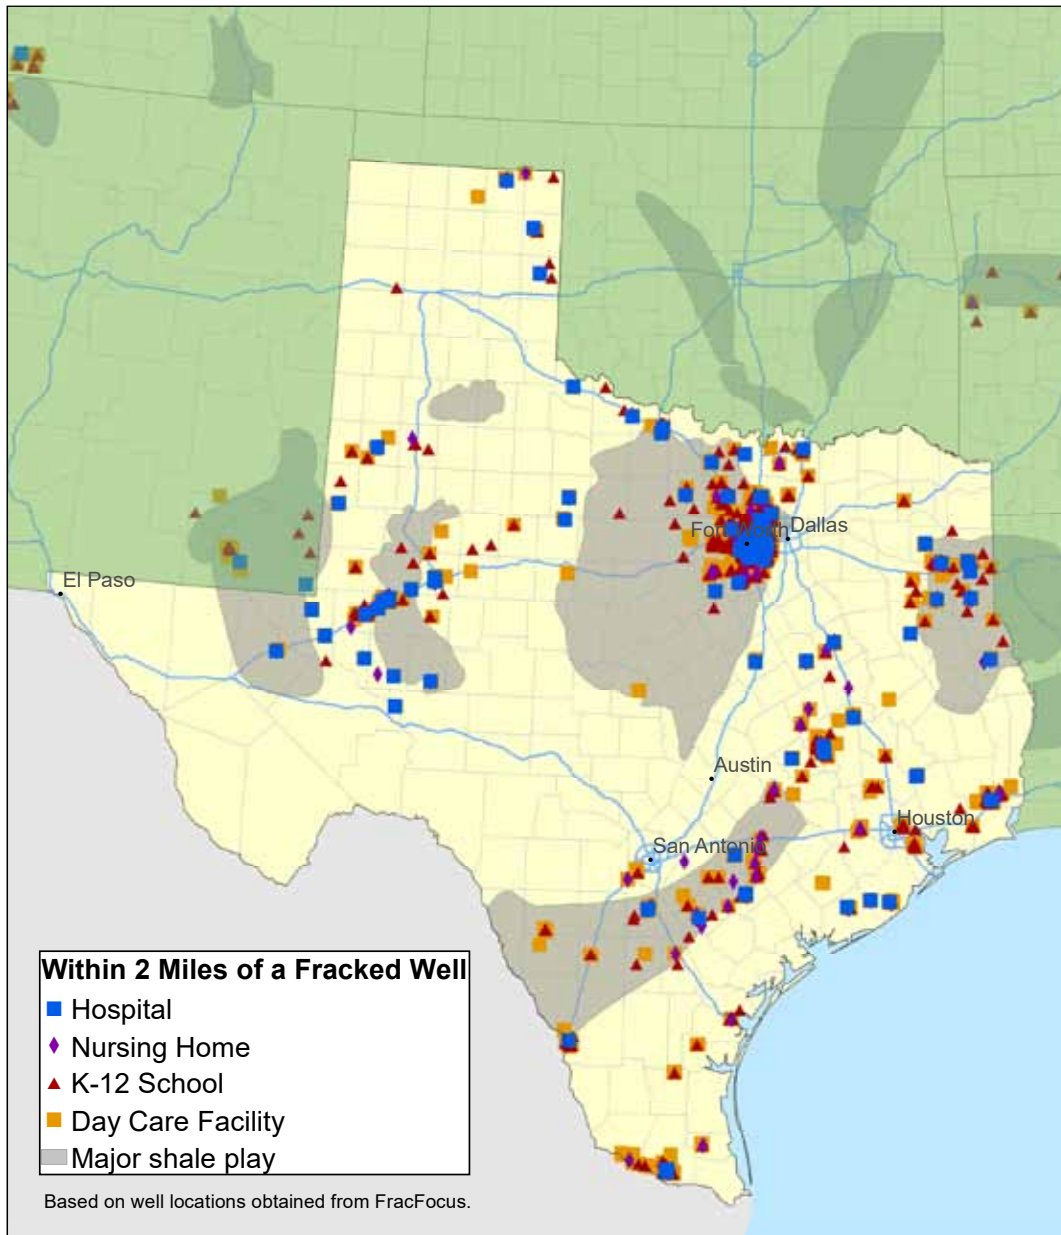 Fort Worth
Dallas
El Paso
Austin
Houston
San Antonio
Within 2 Miles of a Fracked Well
Hospital
Nursing Home
K-12 School
Day Care Facility
Major shale play
Based on well locations obtained from FracFocus.